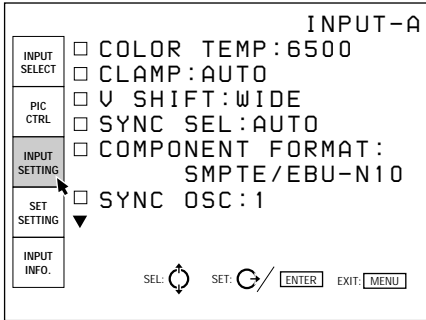 INPUT-A
INPUT
SELECT
PIC
CTRL
INPUT
SETTING
SET
SETTING
INPUT
INFO.
□ COLOR TEMP:6500
□ CLAMP:AUTO
□ V SHIFT:WIDE
□ SYNC SEL:AUTO
□ COMPONENT FORMAT:
SMPTE/EBU-N10
□ SYNC OSC:1
▼
SEL: SET: / ENTER EXIT: MENU